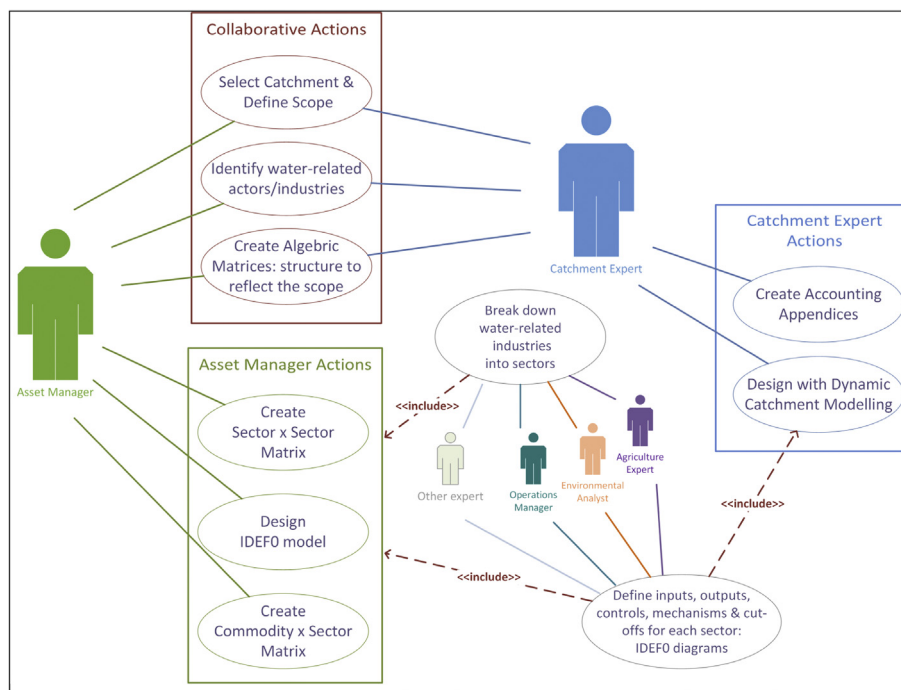 Collaborative Actions
Select Catchment &
Define Scope
Identify water-related
actors/industries
Create Algebric
Matrices: structure to
reflect the scope
Asset Manager
Catchment Expert
Catchment Expert
Actions
Create Accounting
Appendices
Design with Dynamic
Catchment Modelling
Break down
water-related
industries
into sectors
Asset Manager Actions
Create
Sector x Sector
Matrix
Design
IDEF0 model
Create
Commodity x Sector
Matrix
<<include>>
Other expert
Operations
Manager
Environmental
Analyst
Agriculture
Expert
<<include>>
<<include>>
Define inputs, outputs,
controls, mechanisms & cut-
offs for each sector:
IDEF0 diagrams